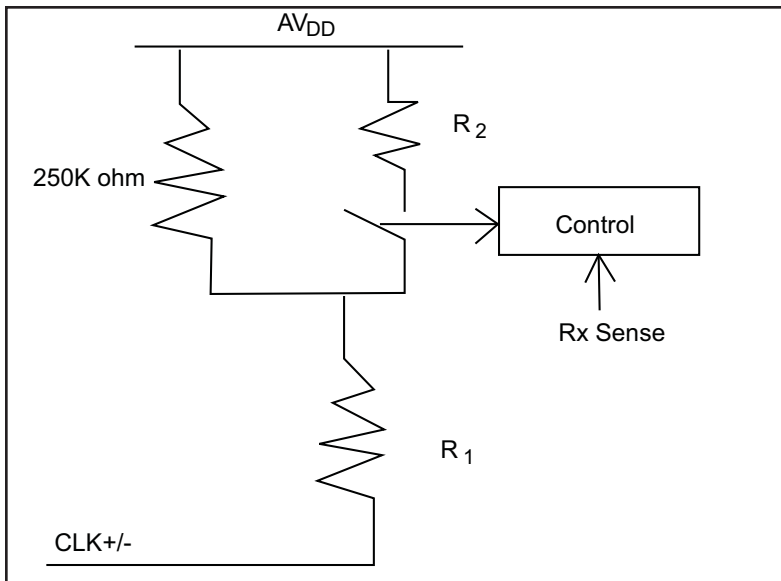 AVDD
R2
250K ohm
Control
Rx Sense
R1
CLK+/-